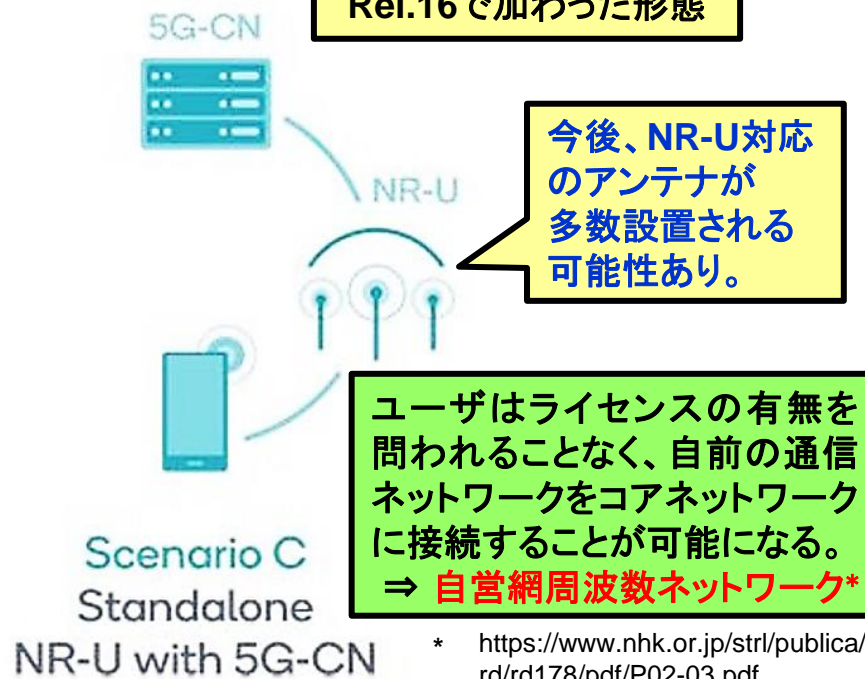 Rel.16で加わった形態
5G-CN
今後、NR-U対応
のアンテナが
多数設置される
可能性あり。
NR-U
ユーザはライセンスの有無を
問われることなく、自前の通信
ネットワークをコアネットワーク
に接続することが可能になる。
⇒ 自営網周波数ネットワーク*
Scenario C
Standalone
NR-U with 5G-CN
* https://www.nhk.or.jp/strl/publica/
rd/rd178/pdf/P02-03.pdf